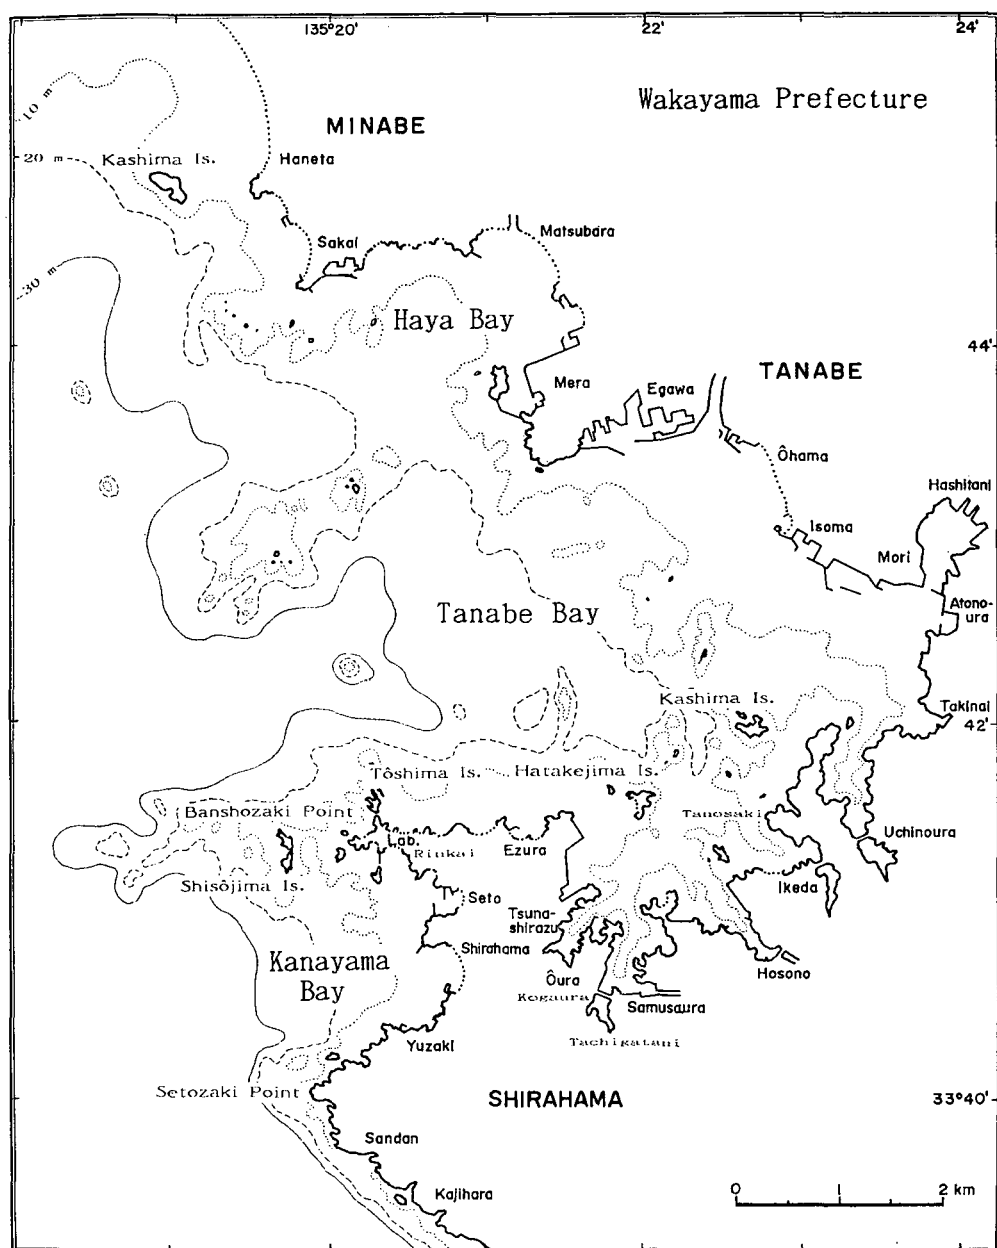 135°20'
22'
24'
Wakayama Prefecture
10 m
MINABE
20 m
Kashima Is.
Haneta
Matsubara
Sakai
30 m
Haya Bay
44'
TANABE
Mera
Egawa
Ôhama
Hashitani
Isoma
Mori
Tanabe Bay
Atono-
ura
Kashima Is.
Takinai
42'
Tôshima Is.
Hatakejima Is.
Banshozaki Point
Tanosaki
Lab.
Rinkai
Ezura
Uchinoura
Shisôjima Is.
Ikeda
Seto
Tsuna-
shirazu
Shirahama
Kanayama
Bay
Ôura
Hosono
Kogaura
Samusaura
Yuzaki
Tachigatani
Setozaki Point
SHIRAHAMA
33°40'
Sandan
Kajihara
0 1 2 km